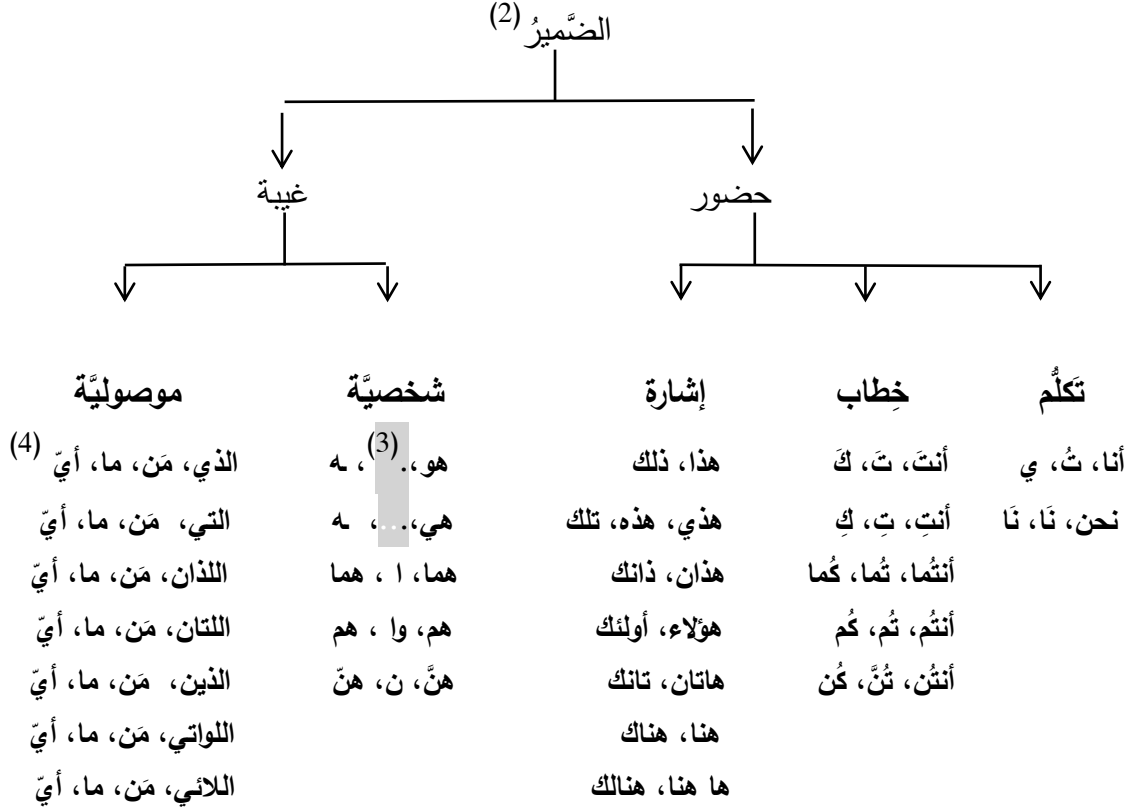 الضَّميرُ (2)
حضور
غيبة
تَكلُّم
أنا، تُ، ي
نحن، نَا، نَا
خِطاب
أنتَ، تَ، كَ
أنتِ، تِ، كِ
أنتُما، تُما، كُما
أنتُم، تُم، كُم
أنتُن، تُنَّ، كُن
إشارة
هذا، ذلك
هذي، هذه، تلك
هذان، ذانك
هؤلاء، أولئك
هاتان، تانك
هنا، هناك
ها هنا، هنالك
شخصيَّة
هو،. (3) ، ـه
هي،...، ـه
هما، ا ، هما
هم، وا ، هم
هنَّ، ن، هنّ
موصوليَّة
الذي، مَن، ما، أيّ (4)
التي، مَن، ما، أيّ
اللذان، مَن، ما، أيّ
اللتان، مَن، ما، أيّ
الذين، مَن، ما، أيّ
اللواتي، مَن، ما، أيّ
اللائي، مَن، ما، أيّ